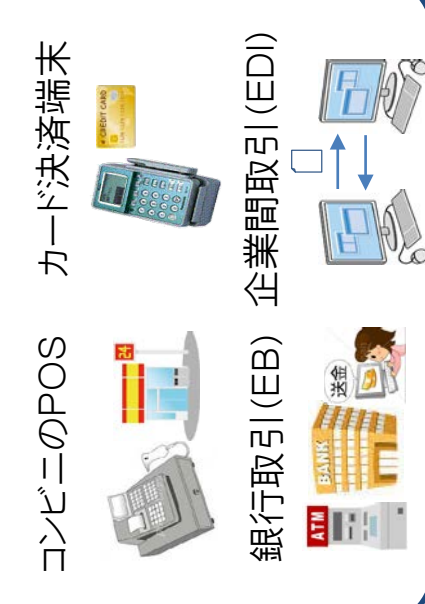 コンビニのPOS
24
カード決済端末
CREDIT CARD
銀行取引(EB)
ATM
BANK
送金
企業間取引(EDI)